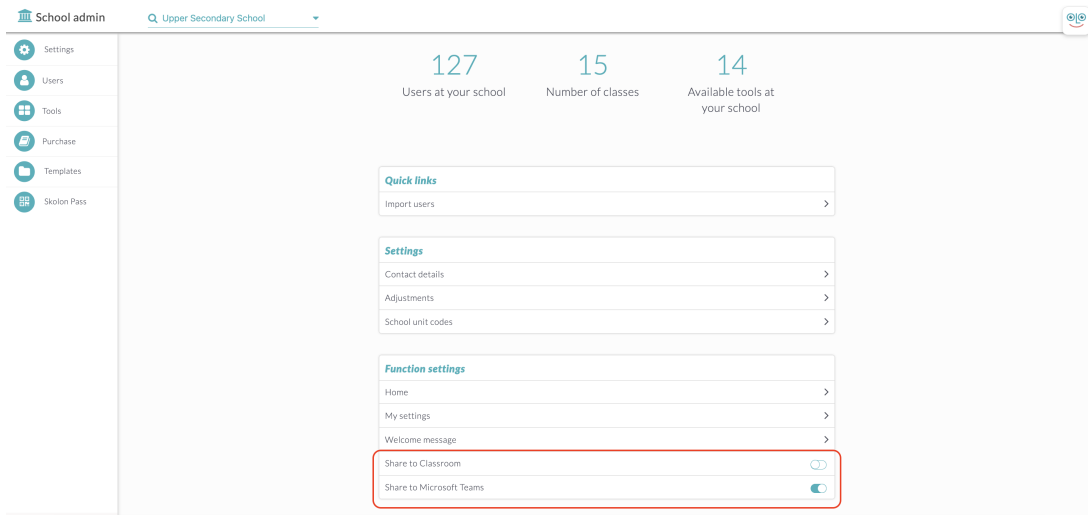 School admin
Upper Secondary School
Settings
Users
Tools
Purchase
Templates
Skolon Pass
127
Users at your school
15
Number of classes
14
Available tools at
your school
Quick links
Import users
Settings
Contact details
Adjustments
School unit codes
Function settings
Home
My settings
Welcome message
Share to Classroom
Share to Microsoft Teams